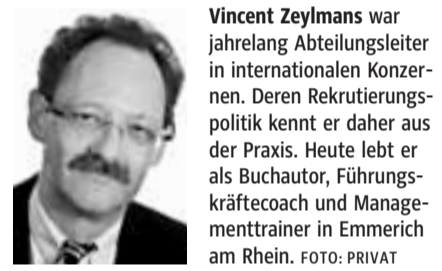 Vincent Zeylmans war
jahrelang Abteilungsleiter
in internationalen Konzer-
nen. Deren Rekrutierungs-
politik kennt er daher aus
der Praxis. Heute lebt er
als Buchautor, Führungs-
kräftecoach und Manage-
menttrainer in Emmerich
am Rhein. FOTO: PRIVAT